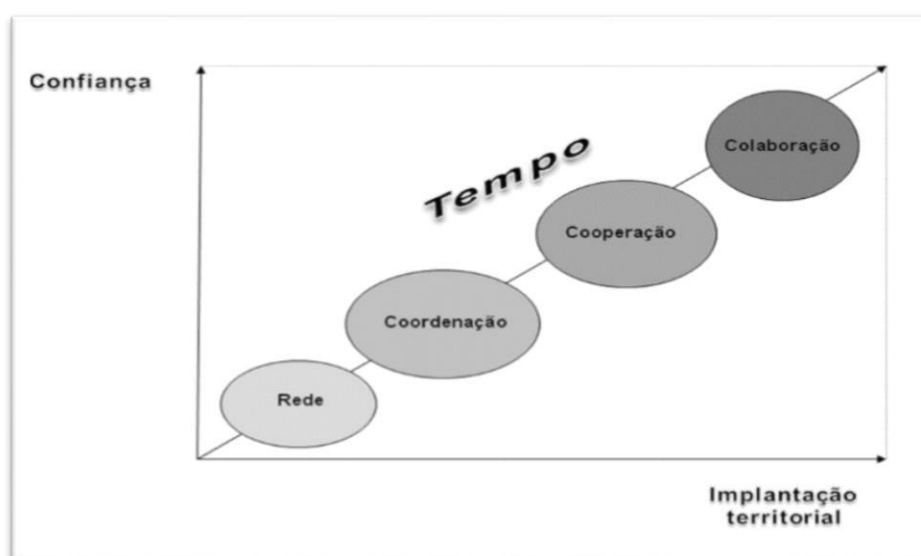 Confiança
Tempo
Colaboração
Cooperação
Coordenação
Rede
Implantação
territorial